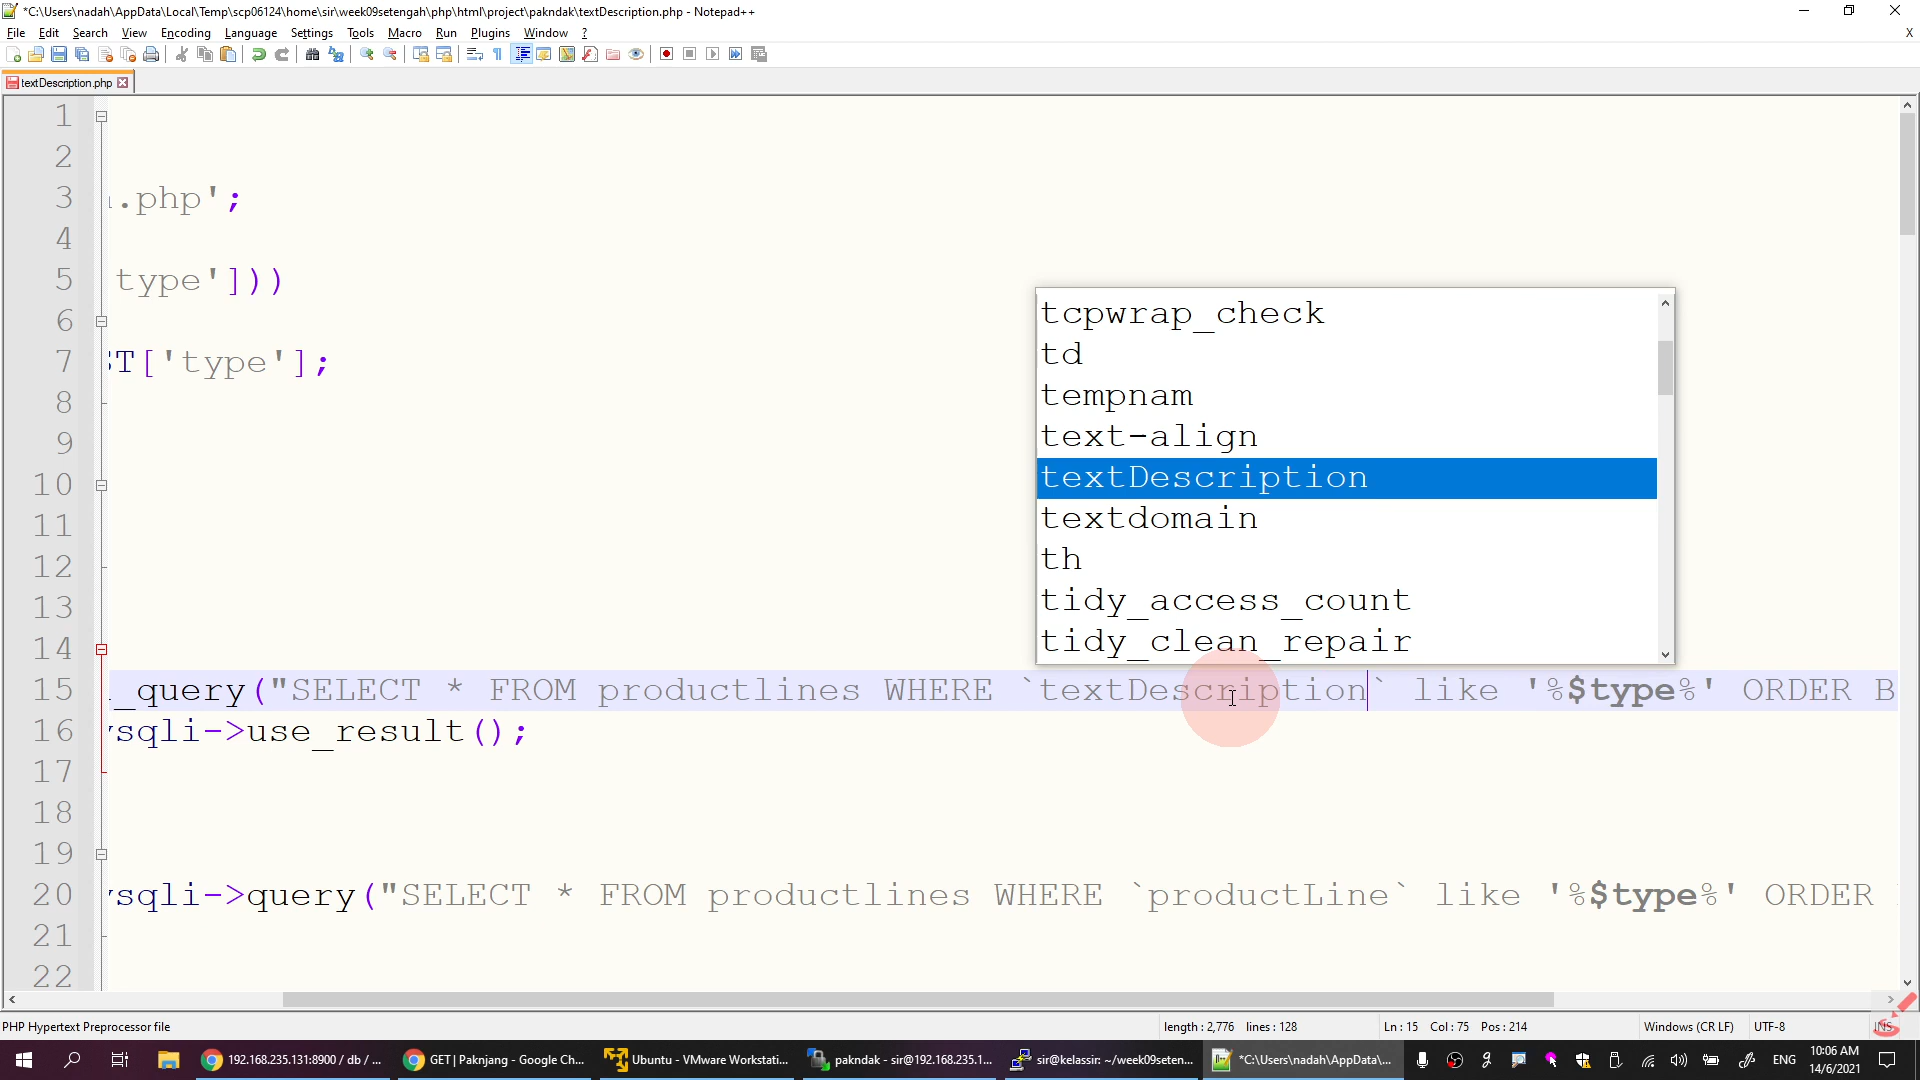 *C:\Users\nadah\AppData\Local\Temp\scp06124\home\sir\week09setengah\php\html\project\pakndak\textDescription.php - Notepad++
File Edit Search View Encoding Language Settings Tools Macro Run Plugins Window ? X
textDescription.php
1
2
3 .php';
4
5 type']))
6
7 ST['type'];
8
9
10
11
12
13
14
15 _query("SELECT * FROM productlines WHERE `textDescription` like '%$type%' ORDER B
16 ysqli->use_result();
17
18
19
20 ysqli->query("SELECT * FROM productlines WHERE `productLine` like '%$type%' ORDER
21
22
tcpwrap_check
td
tempnam
text-align
textDescription
textdomain
th
tidy_access_count
tidy_clean_repair
PHP Hypertext Preprocessor file length : 2,776 lines : 128 Ln : 15 Col : 75 Pos : 214 Windows (CR LF) UTF-8 INS
192.168.235.131:8900 / db / ... GET | Paknjang - Google Ch... Ubuntu - VMware Workstati... pakndak - sir@192.168.235.1... sir@kelassir: ~/week09seten... *C:\Users\nadah\AppData\... ENG 10:06 AM
14/6/2021